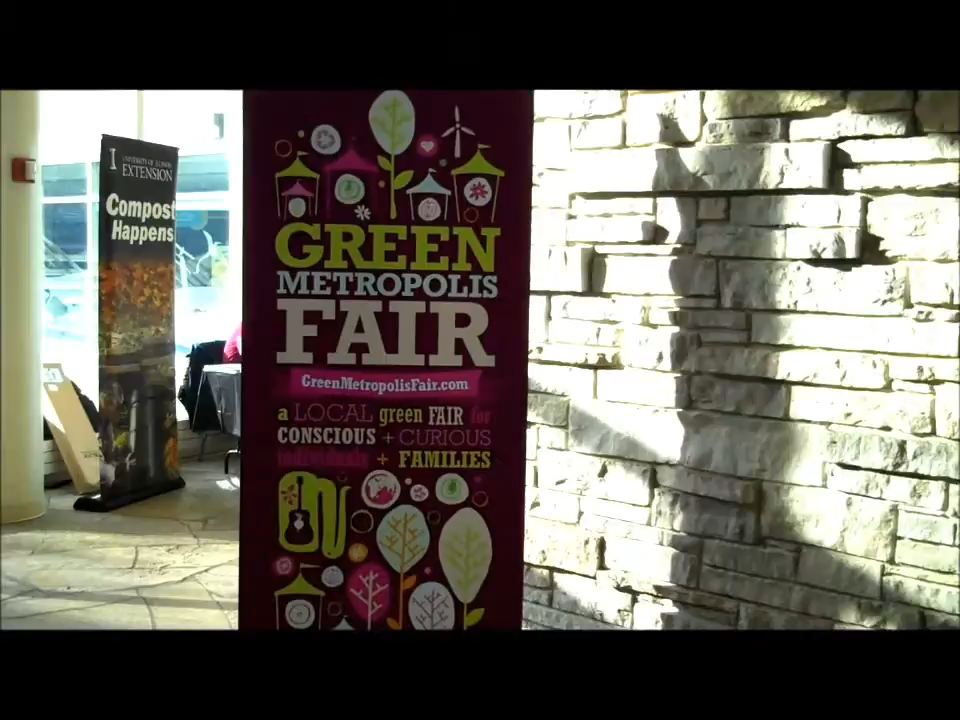 I UNIVERSITY OF ILLINOIS
EXTENSION
Compost
Happens
GREEN
METROPOLIS
FAIR
GreenMetropolisFair.com
a LOCAL green FAIR for
CONSCIOUS + CURIOUS
individuals + FAMILIES